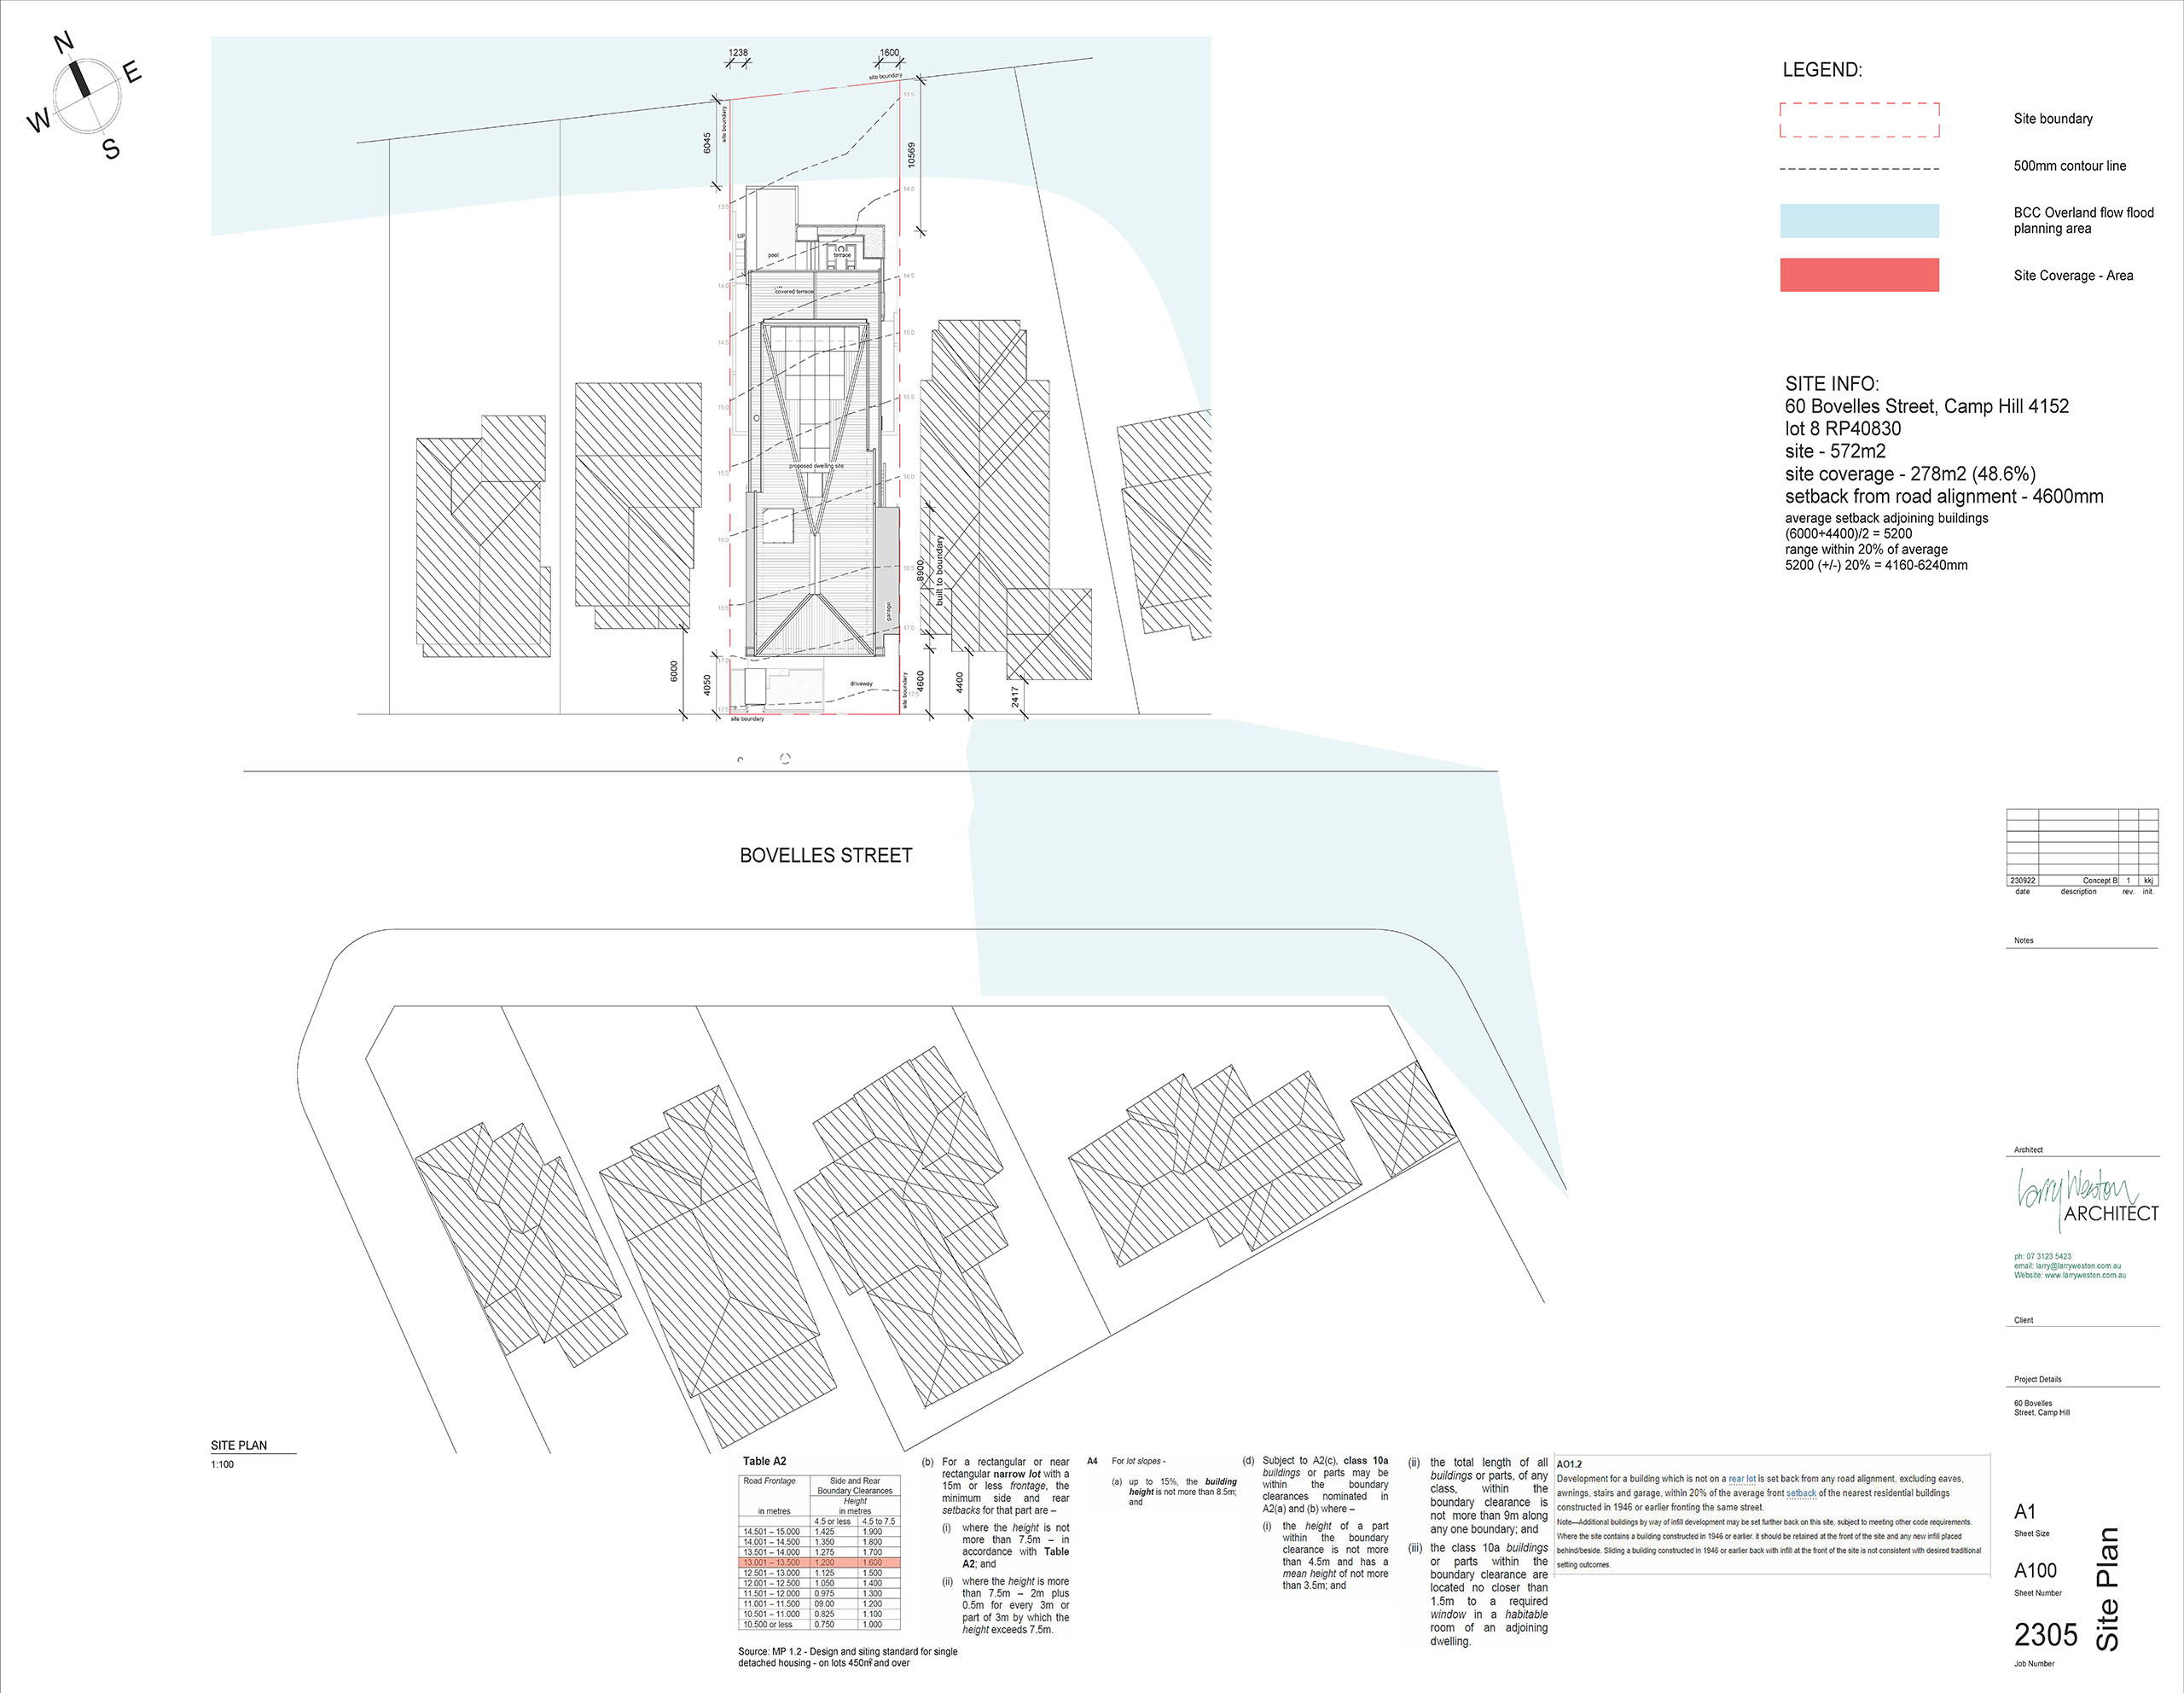 N
E
W
S
1238
1600
site boundary
site boundary
6045
10569
13.5
14.0
13.5
UP
pool
terrace
14.0
14.5
covered terrace
14.5
15.0
15.0
15.5
proposed dwelling site
15.5
16.0
16.0
8900
built to boundary
16.5
16.5
garage
17.0
17.0
6000
4050
4600
4400
2417
driveway
site boundary
17.5
17.5
site boundary
BOVELLES STREET
LEGEND:
Site boundary
500mm contour line
BCC Overland flow flood
planning area
Site Coverage - Area
SITE INFO:
60 Bovelles Street, Camp Hill 4152
lot 8 RP40830
site - 572m2
site coverage - 278m2 (48.6%)
setback from road alignment - 4600mm
average setback adjoining buildings
(6000+4400)/2 = 5200
range within 20% of average
5200 (+/-) 20% = 4160-6240mm
230922 Concept B 1 kkj
date description rev. init.
Notes
Architect
Larry Weston
ARCHITECT
ph: 07 3123 5423
email: larry@larryweston.com.au
Website: www.larryweston.com.au
Client
Project Details
60 Bovelles
Street, Camp Hill
A1
Sheet Size
A100
Sheet Number
2305
Job Number
Site Plan
SITE PLAN
1:100
Table A2
Road Frontage Side and Rear
Boundary Clearances
Height
in metres in metres
4.5 or less 4.5 to 7.5
14.501 – 15.000 1.425 1.900
14.001 – 14.500 1.350 1.800
13.501 – 14.000 1.275 1.700
13.001 – 13.500 1.200 1.600
12.501 – 13.000 1.125 1.500
12.001 – 12.500 1.050 1.400
11.501 – 12.000 0.975 1.300
11.001 – 11.500 09.00 1.200
10.501 – 11.000 0.825 1.100
10.500 or less 0.750 1.000
Source: MP 1.2 - Design and siting standard for single
detached housing - on lots 450m² and over
(b) For a rectangular or near
rectangular narrow lot with a
15m or less frontage, the
minimum side and rear
setbacks for that part are –
(i) where the height is not
more than 7.5m – in
accordance with Table
A2; and
(ii) where the height is more
than 7.5m – 2m plus
0.5m for every 3m or
part of 3m by which the
height exceeds 7.5m.
A4 For lot slopes -
(a) up to 15%, the building
height is not more than 8.5m;
and
(d) Subject to A2(c), class 10a
buildings or parts may be
within the boundary
clearances nominated in
A2(a) and (b) where –
(i) the height of a part
within the boundary
clearance is not more
than 4.5m and has a
mean height of not more
than 3.5m; and
(ii) the total length of all
buildings or parts, of any
class, within the
boundary clearance is
not more than 9m along
any one boundary; and
(iii) the class 10a buildings
or parts within the
boundary clearance are
located no closer than
1.5m to a required
window in a habitable
room of an adjoining
dwelling.
AO1.2
Development for a building which is not on a rear lot is set back from any road alignment, excluding eaves,
awnings, stairs and garage, within 20% of the average front setback of the nearest residential buildings
constructed in 1946 or earlier fronting the same street.
Note—Additional buildings by way of infill development may be set further back on this site, subject to meeting other code requirements.
Where the site contains a building constructed in 1946 or earlier, it should be retained at the front of the site and any new infill placed
behind/beside. Sliding a building constructed in 1946 or earlier back with infill at the front of the site is not consistent with desired traditional
setting outcomes.